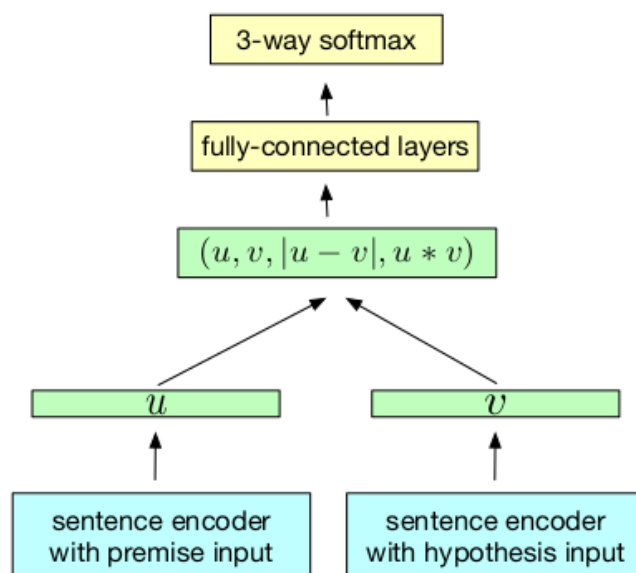 3-way softmax
fully-connected layers
(u, v, |u − v|, u ∗ v)
u
v
sentence encoder
with premise input
sentence encoder
with hypothesis input